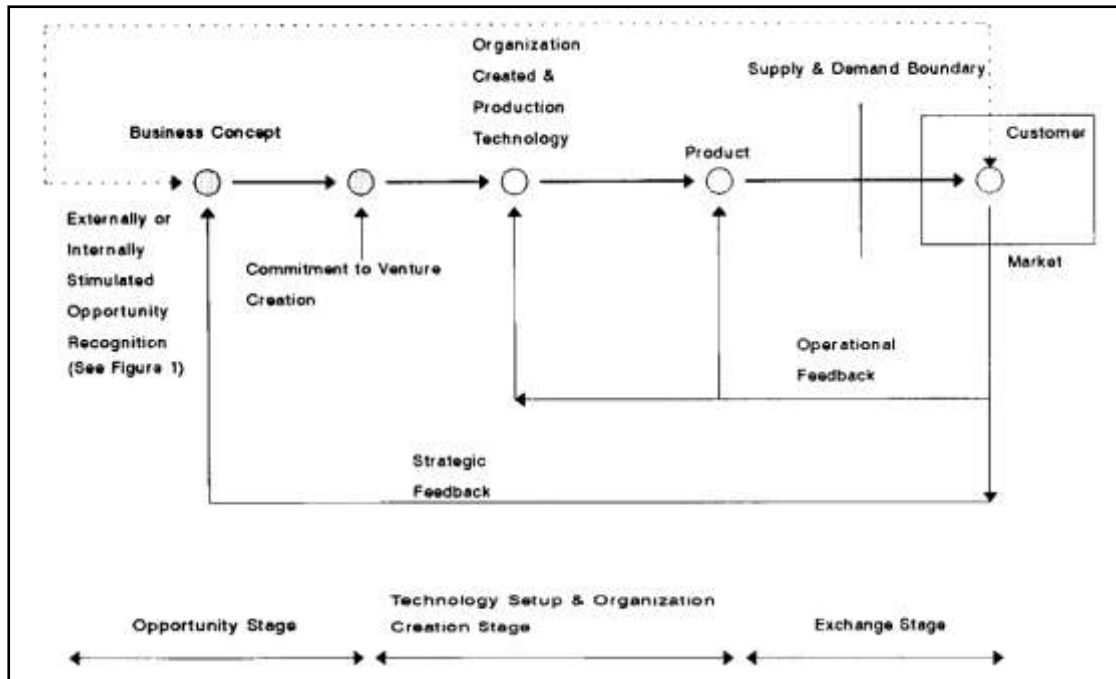 Organization
Created &
Production
Technology
Supply & Demand Boundary
Business Concept
Customer
Product
Externally or
Internally
Stimulated
Opportunity
Recognition
(See Figure 1)
Commitment to Venture
Creation
Market
Operational
Feedback
Strategic
Feedback
Opportunity Stage
Technology Setup & Organization
Creation Stage
Exchange Stage